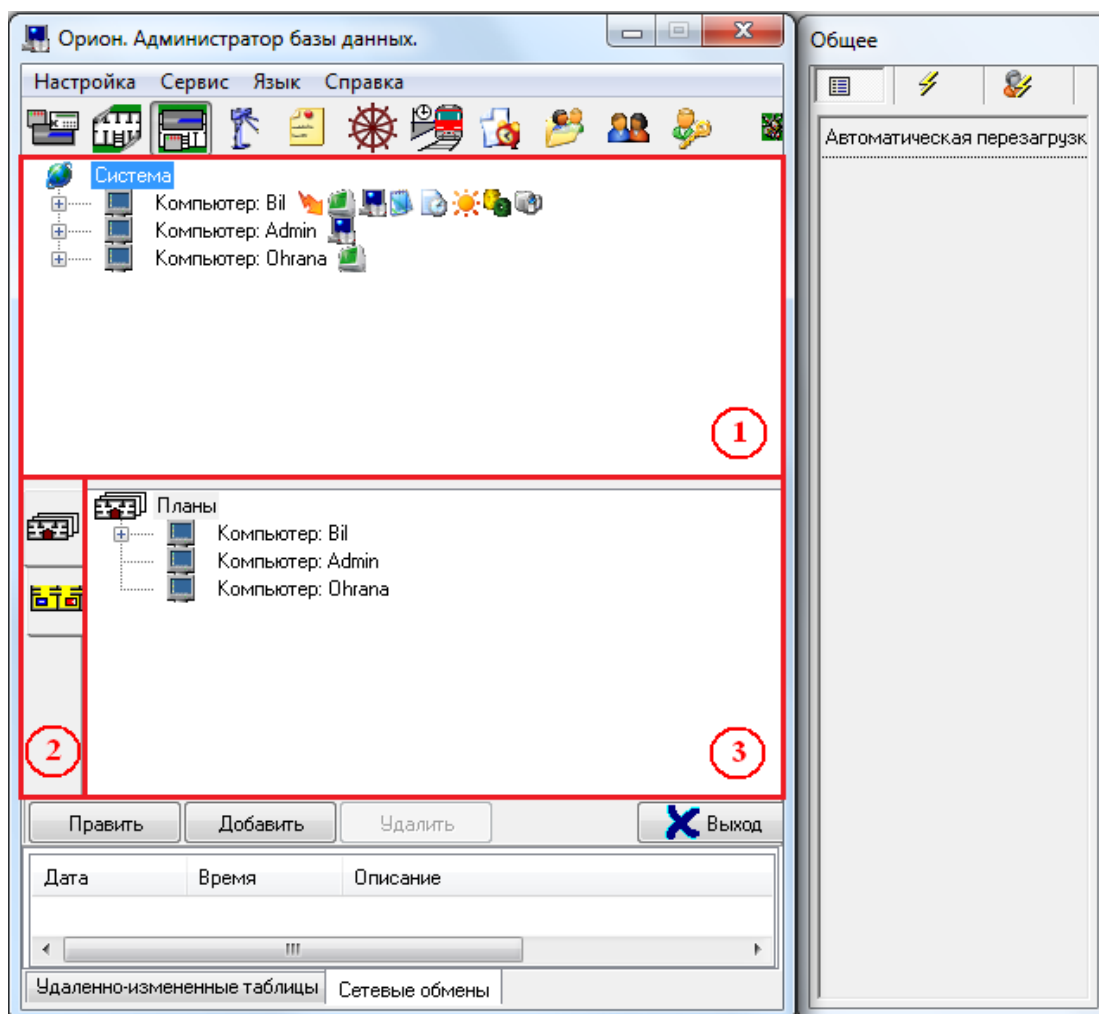 Орион. Администратор базы данных.
Настройка Сервис Язык Справка
Система
Компьютер: Bil
Компьютер: Admin
Компьютер: Ohrana
1
Планы
Компьютер: Bil
Компьютер: Admin
Компьютер: Ohrana
2
3
Править Добавить Удалить Выход
Дата Время Описание
Удаленно-измененные таблицы Сетевые обмены
Общее
Автоматическая перезагрузк